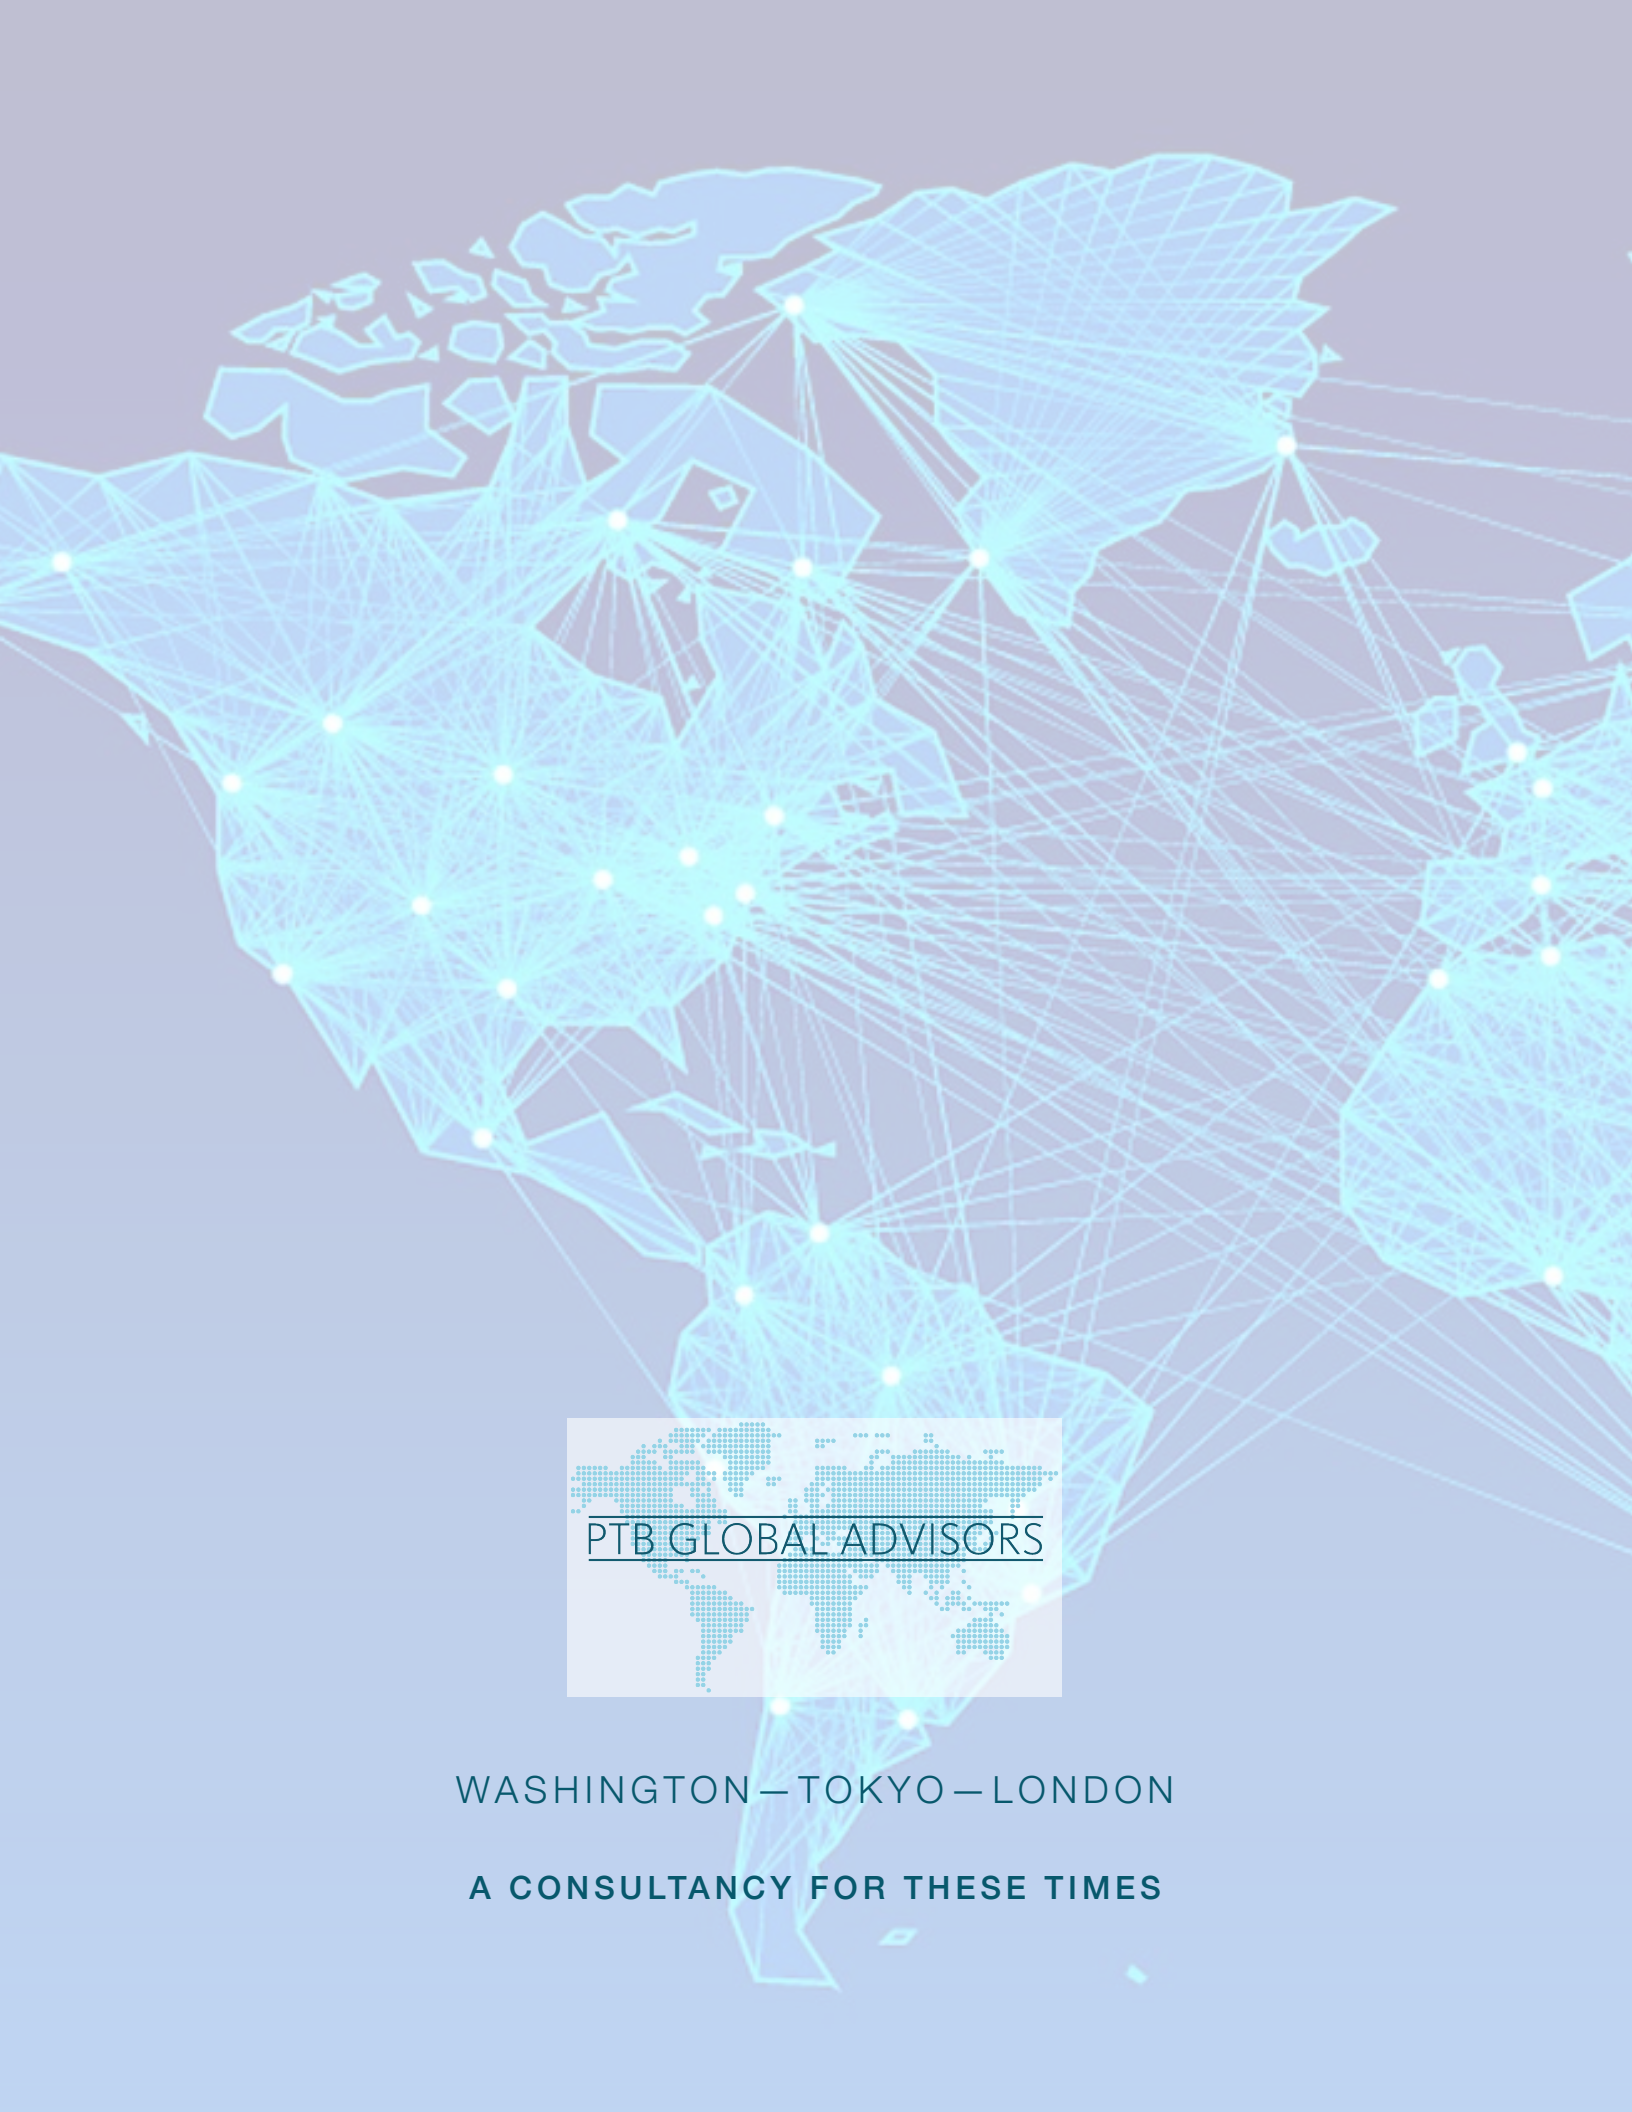 PTB GLOBAL ADVISORS
WASHINGTON—TOKYO—LONDON
A CONSULTANCY FOR THESE TIMES